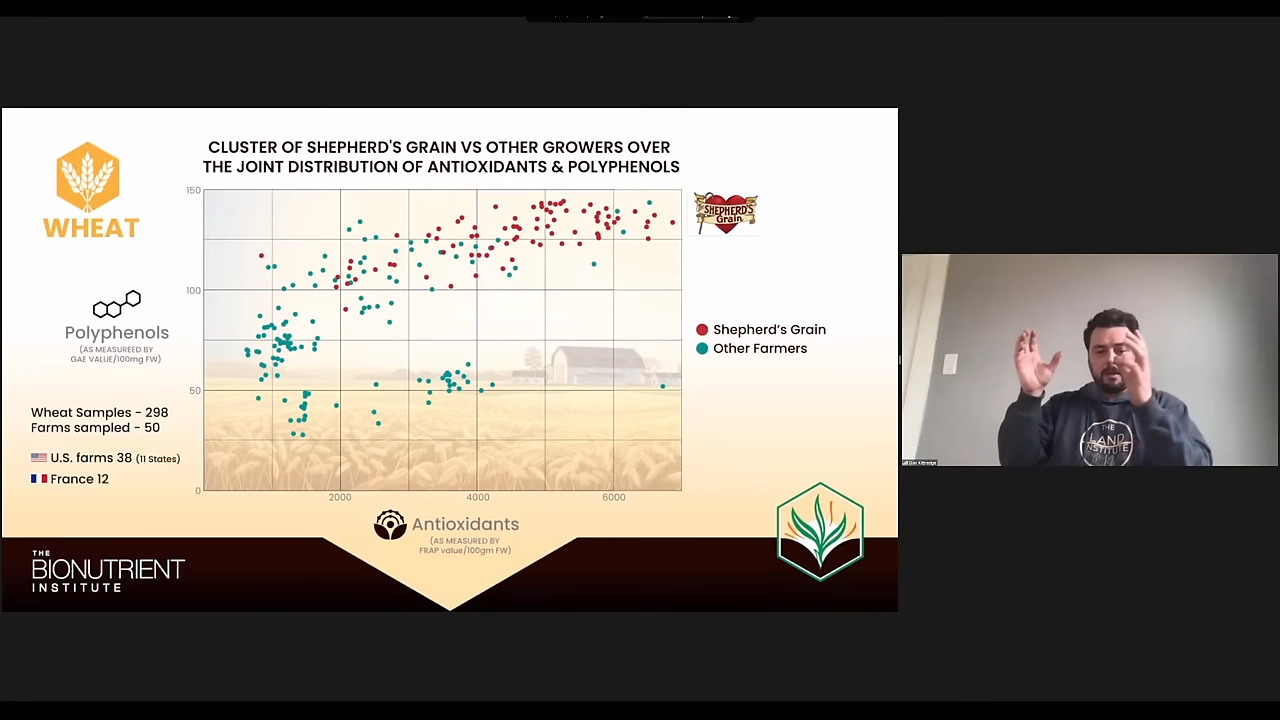 CLUSTER OF SHEPHERD'S GRAIN VS OTHER GROWERS OVER
THE JOINT DISTRIBUTION OF ANTIOXIDANTS & POLYPHENOLS
WHEAT
150
100
50
0
2000
4000
6000
SHEPHERD'S
Grain
Polyphenols
(AS MEASUREED BY
GAE VALUE/100mg FW)
Shepherd's Grain
Other Farmers
Wheat Samples - 298
Farms sampled - 50
U.S. farms 38 (11 States)
France 12
Antioxidants
(AS MEASURED BY
FRAP value/100gm FW)
THE
BIONUTRIENT
INSTITUTE
THE
LAND
INSTITUTE
Dan Kittredge